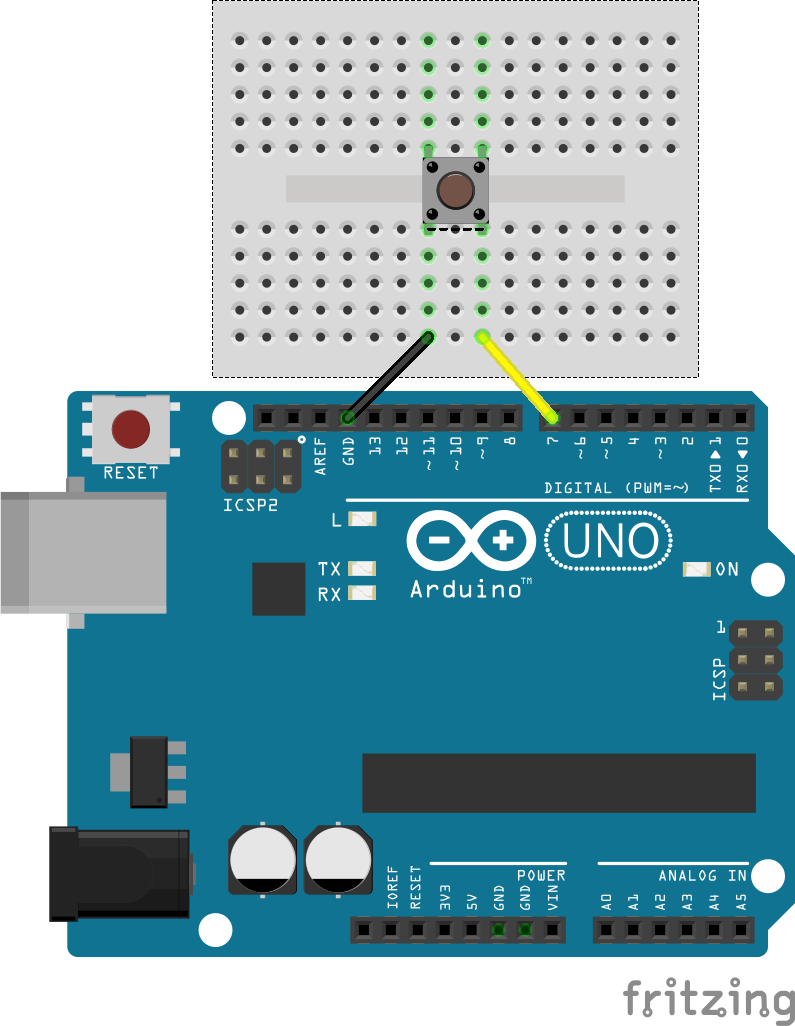 RESET
ICSP2
AREF
GND
13
12
~11
~10
~9
8
7
~6
~5
4
~3
2
TX0▶1
RX0◀0
DIGITAL (PWM=~)
L
TX
RX
Arduino™
UNO
ON
1
ICSP
IOREF
RESET
3V3
5V
GND
GND
VIN
POWER
ANALOG IN
A0
A1
A2
A3
A4
A5
fritzing